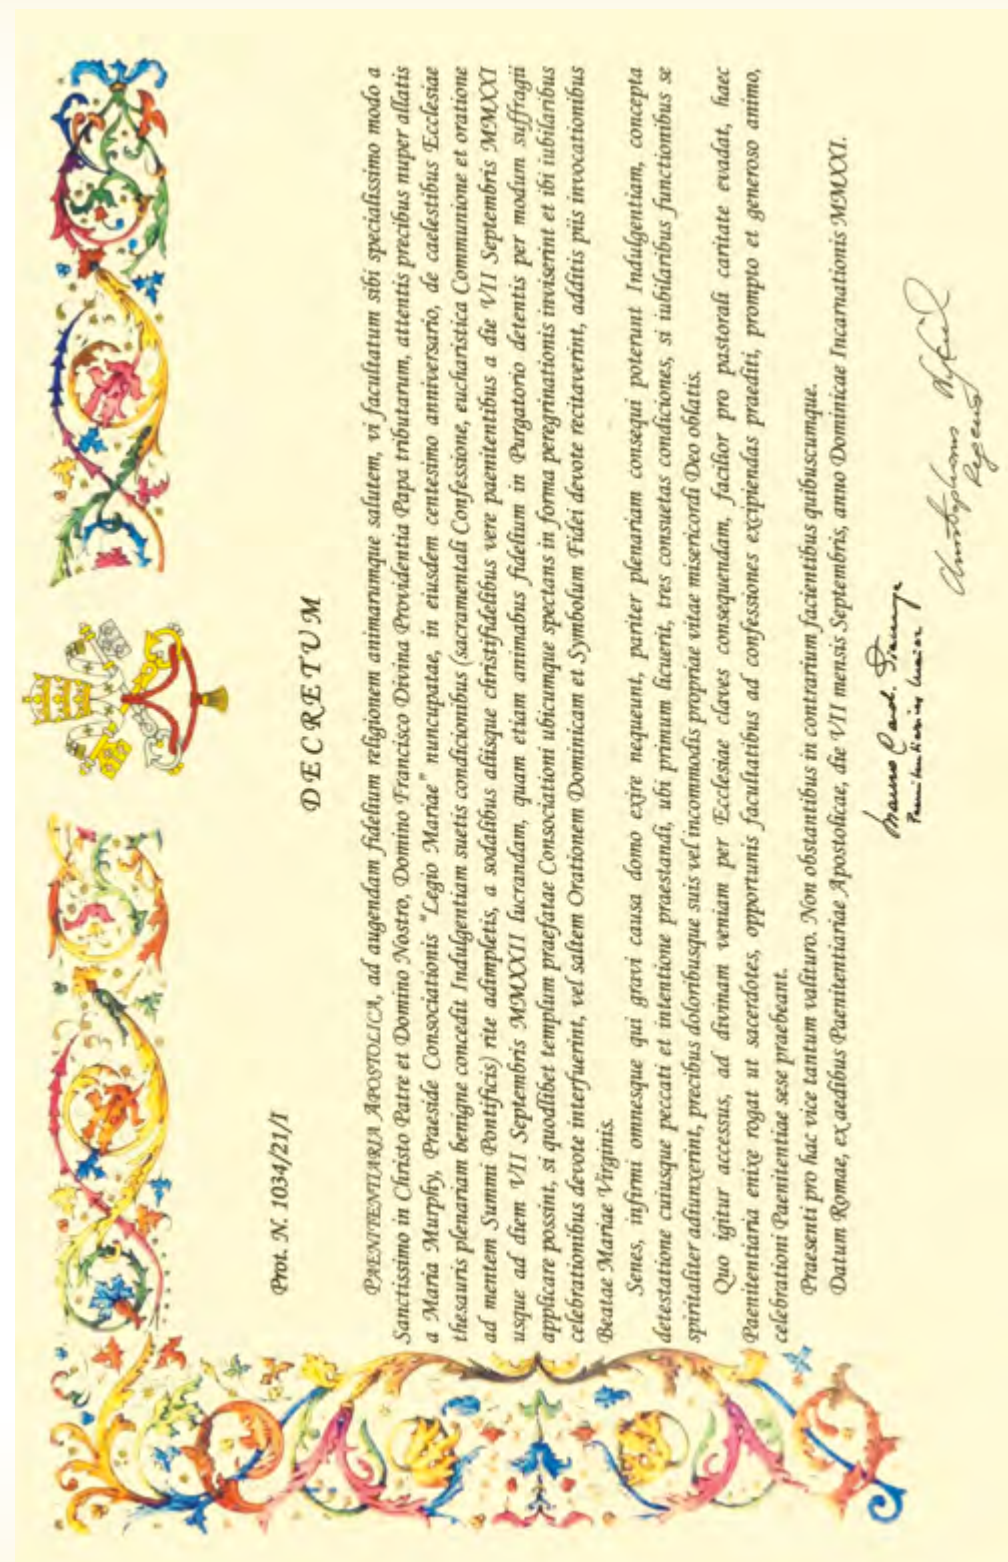 Prot. N. 1034/21/I
DECRETUM
PAENITENTIARIA APOSTOLICA, ad augendam fidelium religionem animarumque salutem, vi facultatum sibi specialissimo modo a
Sanctissimo in Christo Patre et Domino Nostro, Domino Francisco Divina Providentia Papa tributarum, attentis precibus nuper allatis
a Maria Murphy, Praeside Consociationis "Legio Mariae" nuncupatae, in eiusdem centesimo anniversario, de caelestibus Ecclesiae
thesauris plenariam benigne concedit Indulgentiam suetis condicionibus (sacramentali Confessione, eucharistica Communione et oratione
ad mentem Summi Pontificis) rite adimpletis, a sodalibus aliisque christifidelibus vere paenitentibus a die VII Septembris MMXXI
usque ad diem VII Septembris MMXXII lucrandam, quam etiam animabus fidelium in Purgatorio detentis per modum suffragii
applicare possint, si quodlibet templum praefatae Consociationi ubicumque spectans in forma peregrinationis inviserint et ibi iubilaribus
celebrationibus devote interfuerint, vel saltem Orationem Dominicam et Symbolum Fidei devote recitaverint, additis piis invocationibus
Beatae Mariae Virginis.
Senes, infirmi omnesque qui gravi causa domo exire nequeunt, pariter plenariam consequi poterunt Indulgentiam, concepta
detestatione cuiusque peccati et intentione praestandi, ubi primum licuerit, tres consuetas condiciones, si iubilaribus functionibus se
spiritaliter adiunxerint, precibus doloribusque suis vel incommodis propriae vitae misericordi Deo oblatis.
Quo igitur accessus, ad divinam veniam per Ecclesiae claves consequendam, facilior pro pastorali caritate evadat, haec
Paenitentiaria enixe rogat ut sacerdotes, opportunis facultatibus ad confessiones excipiendas praediti, prompto et generoso animo,
celebrationi Paenitentiae sese praebeant.
Praesenti pro hac vice tantum valituro. Non obstantibus in contrarium facientibus quibuscumque.
Datum Romae, ex aedibus Paenitentiariae Apostolicae, die VII mensis Septembris, anno Dominicae Incarnationis MMXXI.
Mauro Card. Piacenza
Paenitentiarius Maior
Christophorus Nykiel
Regens